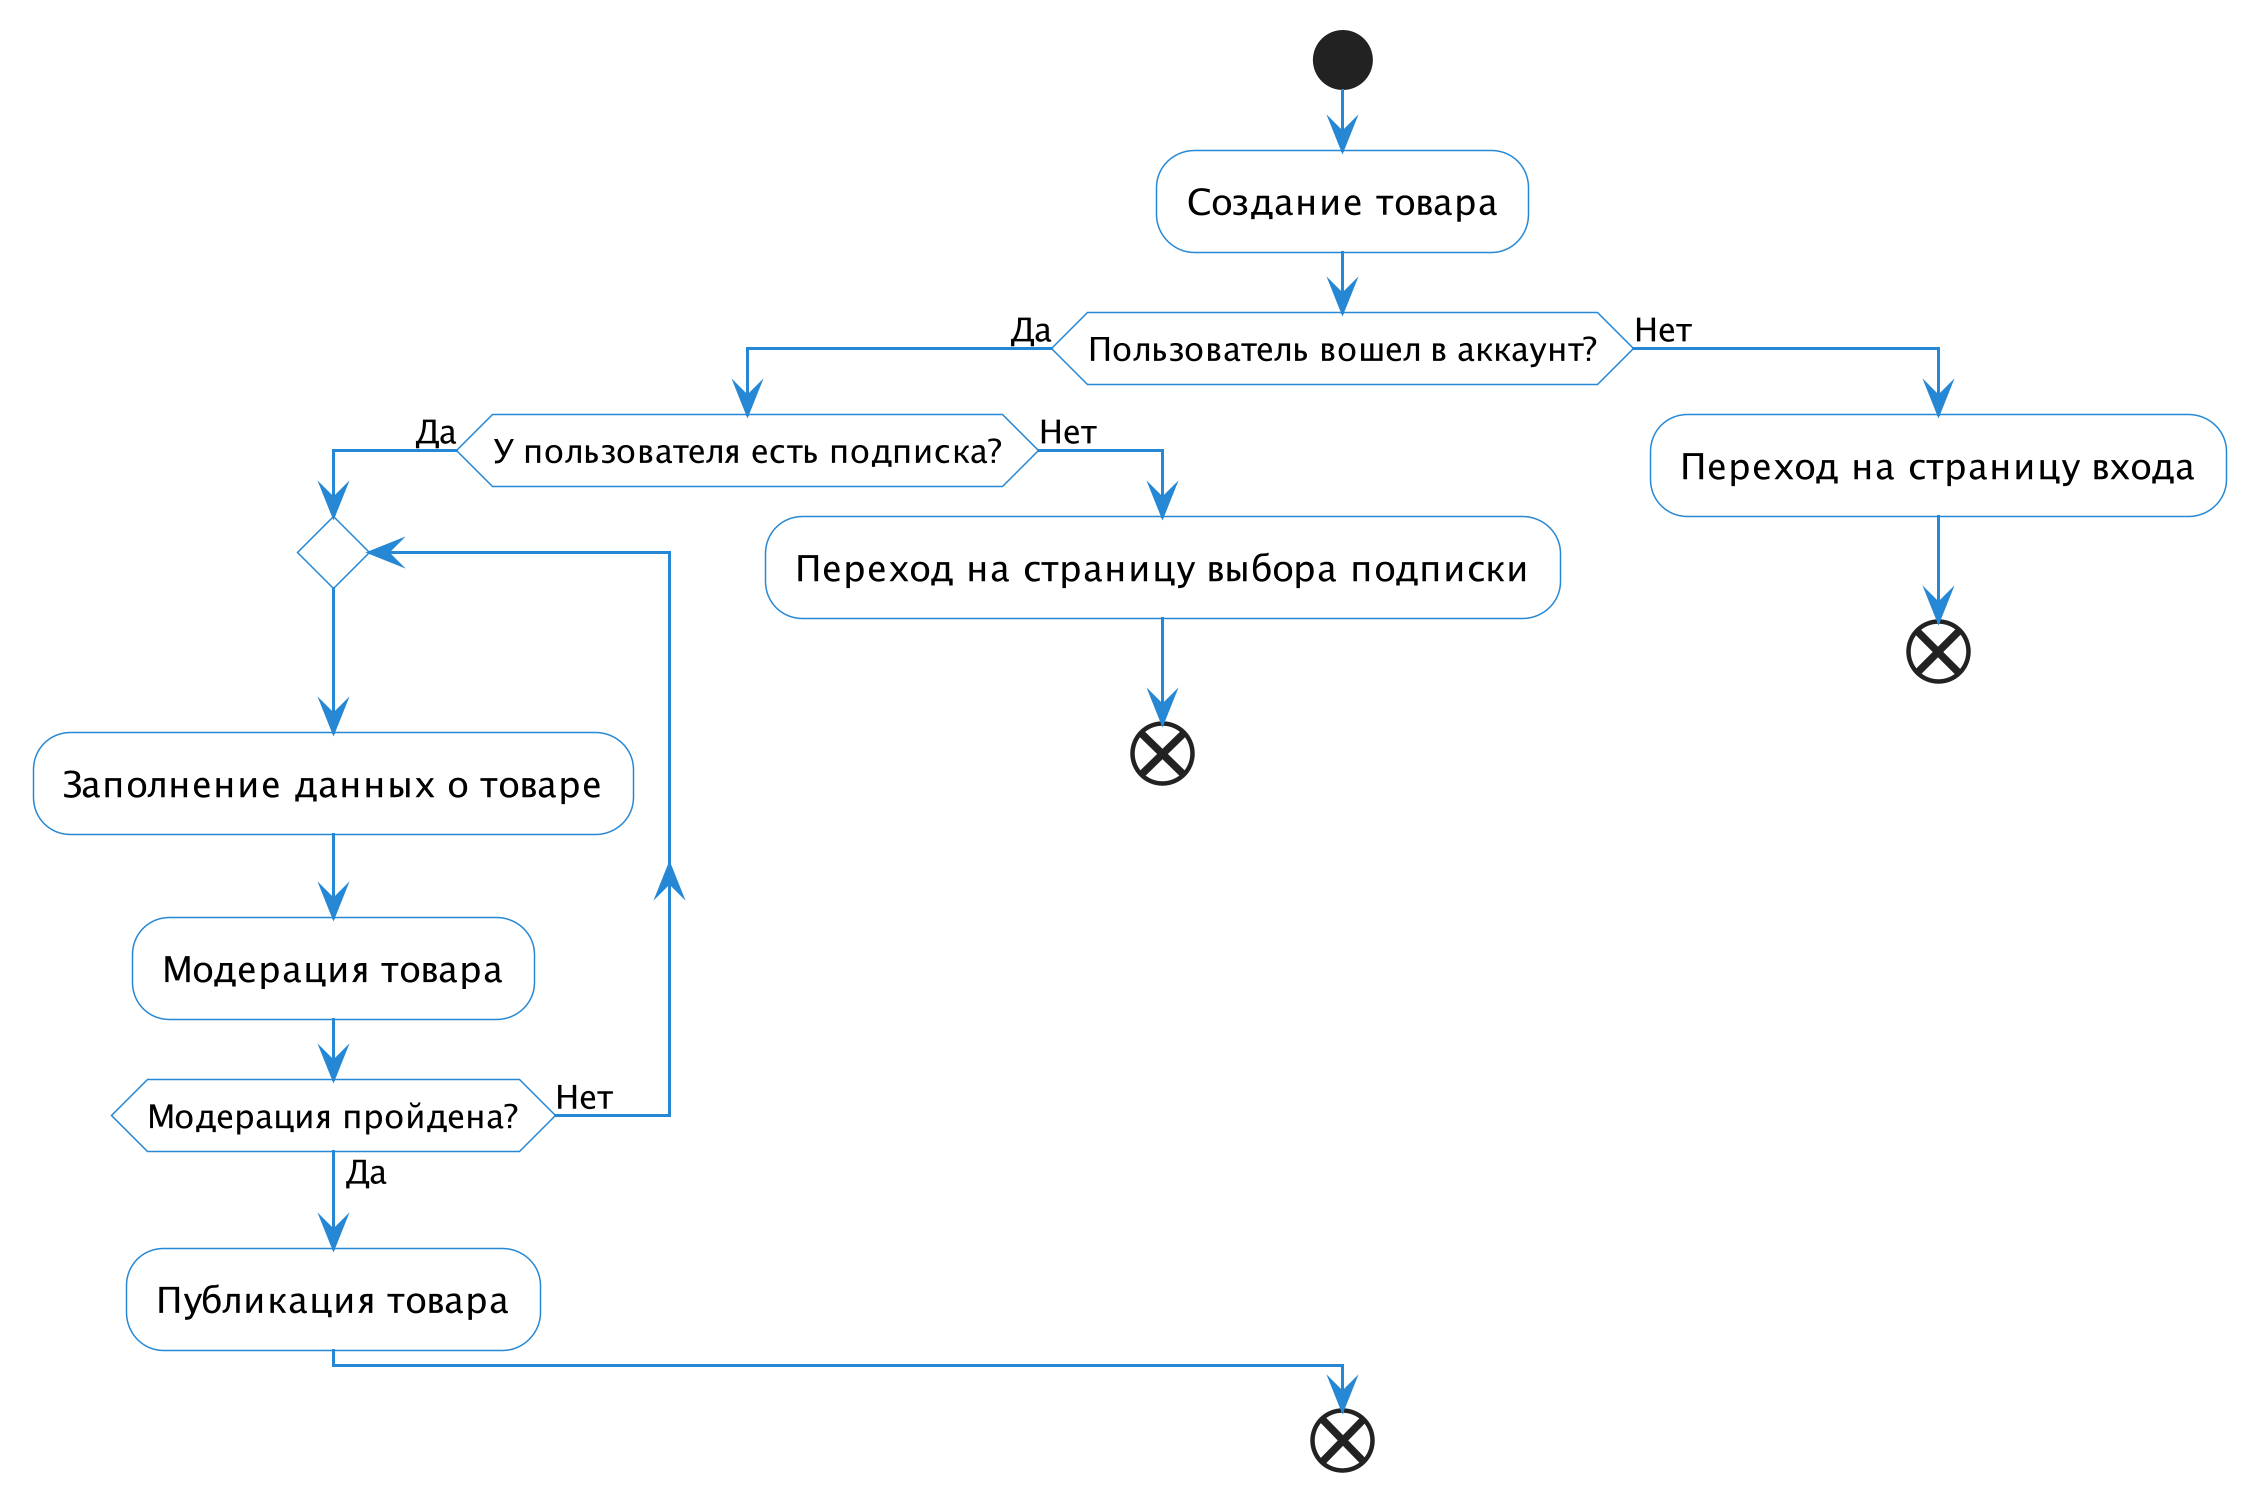 Создание товара
Да
Пользователь вошел в аккаунт?
Нет
Да
У пользователя есть подписка?
Нет
Переход на страницу входа
Переход на страницу выбора подписки
Заполнение данных о товаре
Модерация товара
Модерация пройдена?
Нет
Да
Публикация товара